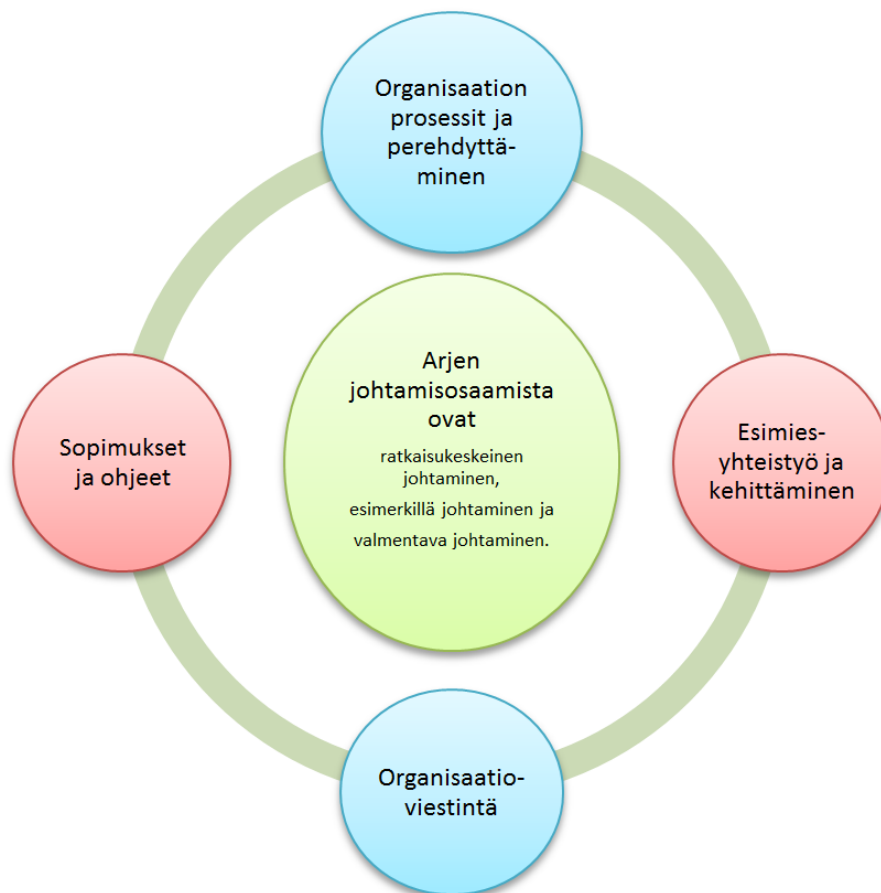 Organisaation
prosessit ja
perehdyttä-
minen
Arjen
johtamisosaamista
ovat
ratkaisukeskeinen
johtaminen,
esimerkillä johtaminen ja
valmentava johtaminen.
Sopimukset
ja ohjeet
Esimies-
yhteistyö ja
kehittäminen
Organisaatio-
viestintä